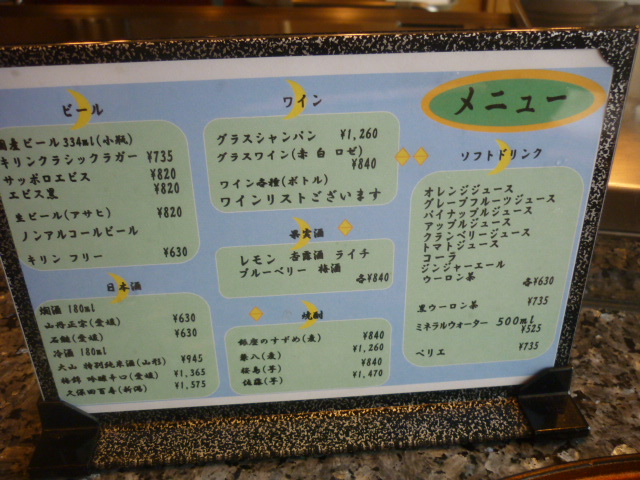 メニュー
ビール
国産ビール 334ml(小瓶)
キリンクラシックラガー ¥735
サッポロエビス ¥820
エビス黒 ¥820
生ビール(アサヒ) ¥820
ノンアルコールビール
キリン フリー ¥630
日本酒
燗酒 180ml
山丹正宗(愛媛) ¥630
石鎚(愛媛) ¥630
冷酒 180ml
大山 特別純米酒(山形) ¥945
梅錦 吟醸辛口(愛媛) ¥1,365
久保田百寿(新潟) ¥1,575
ワイン
グラスシャンパン ¥1,260
グラスワイン(赤 白 ロゼ) ¥840
ワイン各種(ボトル)
ワインリストございます
果実酒
レモン 杏露酒 ライチ
ブルーベリー 梅酒
各¥840
焼酎
銀座のすずめ(麦) ¥840
兼八(麦) ¥1,260
桜島(芋) ¥840
佐藤(芋) ¥1,470
ソフトドリンク
オレンジジュース
グレープフルーツジュース
パイナップルジュース
アップルジュース
クランベリージュース
トマトジュース
コーラ
ジンジャーエール
ウーロン茶 各¥630
黒ウーロン茶 ¥735
ミネラルウォーター 500ml
¥525
ペリエ ¥735